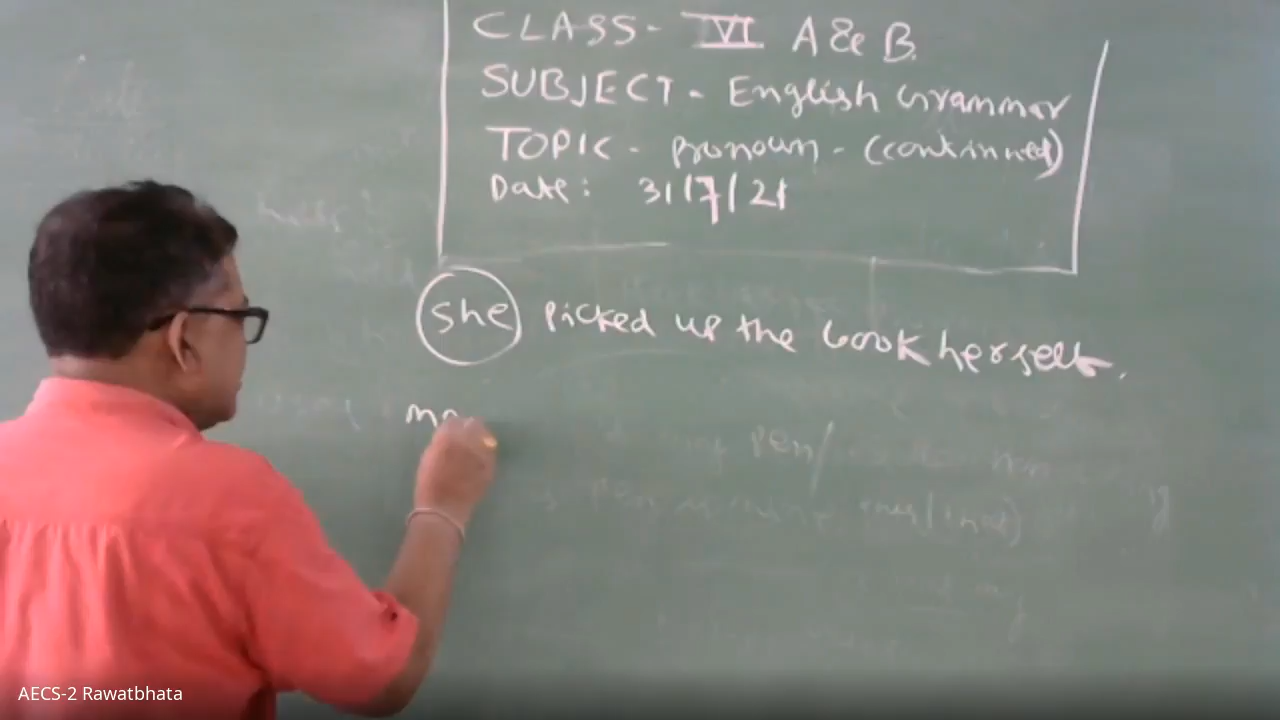 CLASS - VI A & B.
SUBJECT - English Grammar
TOPIC - pronoun - (continued)
Date: 31/7/21
she picked up the book herself.
AECS-2 Rawatbhata